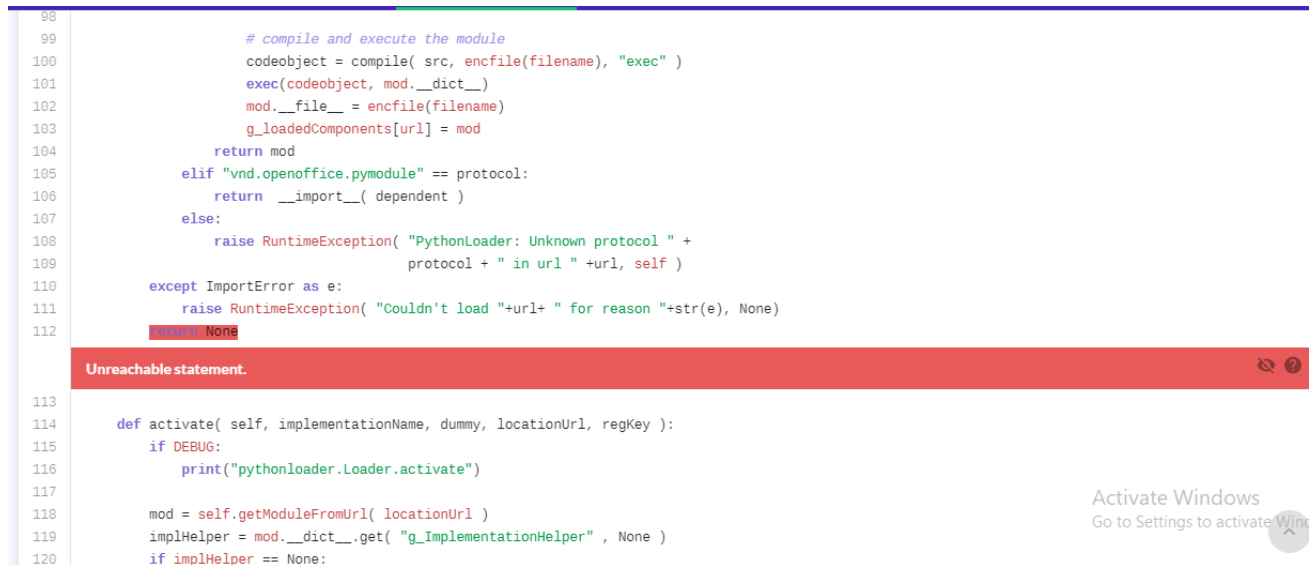 98
99 # compile and execute the module
100 codeobject = compile( src, encfile(filename), "exec" )
101 exec(codeobject, mod.__dict__)
102 mod.__file__ = encfile(filename)
103 g_loadedComponents[url] = mod
104 return mod
105 elif "vnd.openoffice.pymodule" == protocol:
106 return  __import__( dependent )
107 else:
108 raise RuntimeException( "PythonLoader: Unknown protocol " +
109 protocol + " in url " +url, self )
110 except ImportError as e:
111 raise RuntimeException( "Couldn't load "+url+ " for reason "+str(e), None)
112 return None
Unreachable statement.
113
114 def activate( self, implementationName, dummy, locationUrl, regKey ):
115 if DEBUG:
116 print("pythonloader.Loader.activate")
117
118 mod = self.getModuleFromUrl( locationUrl )
119 implHelper = mod.__dict__.get( "g_ImplementationHelper" , None )
120 if implHelper == None:
Activate Windows
Go to Settings to activate Wind